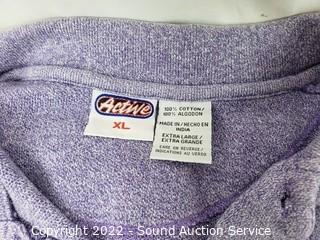 Active
XL
100% COTTON/
100% ALGODON
MADE IN/HECHO EN
INDIA
EXTRA LARGE/
EXTRA GRANDE
CARE ON REVERSE/
INDICATIONS AU VERSO
Copyright 2022 - Sound Auction Service